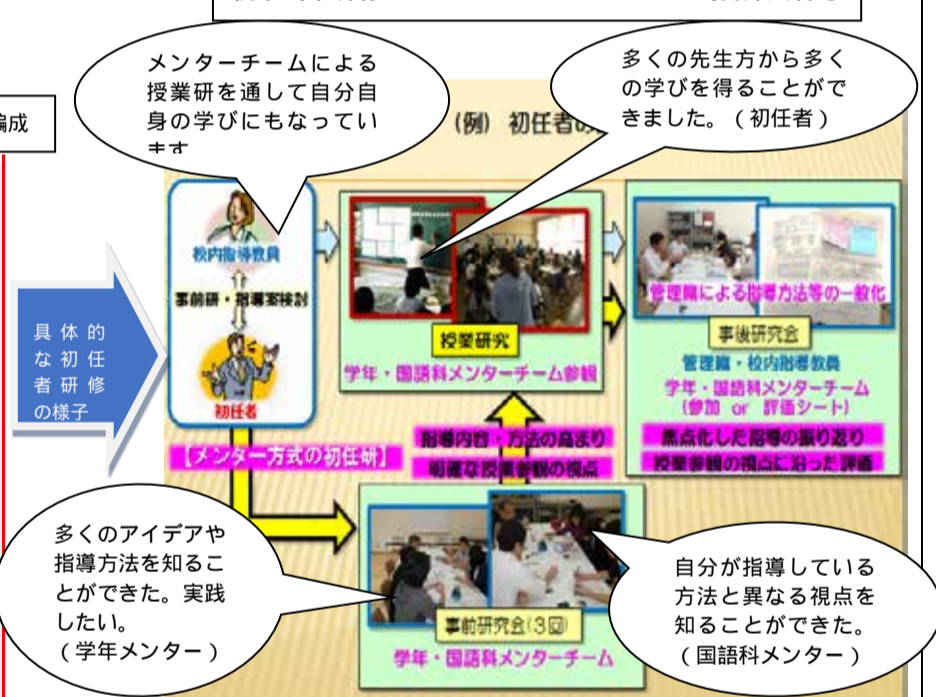 メンターチームによる
授業研を通して自分自
身の学びにもなってい
ます
多くの先生方から多く
の学びを得ることがで
きました。(初任者)
編成
(例) 初任者の
具体的
な初任
者研修
の様子
校内指導教員
事前研・指導案検討
初任者
【メンター方式の初任研】
授業研究
学年・国語科メンターチーム参観
指導内容・方法の高まり
明確な授業参観の視点
管理職による指導方法等の一般化
事後研究会
管理職・校内指導教員
学年・国語科メンターチーム
(参加 or 評価シート)
焦点化した指導の振り返り
授業参観の視点に沿った評価
多くのアイデアや
指導方法を知るこ
とができた。実践
したい。
(学年メンター)
事前研究会(3回)
学年・国語科メンターチーム
自分が指導している
方法と異なる視点を
知ることができた。
(国語科メンター)